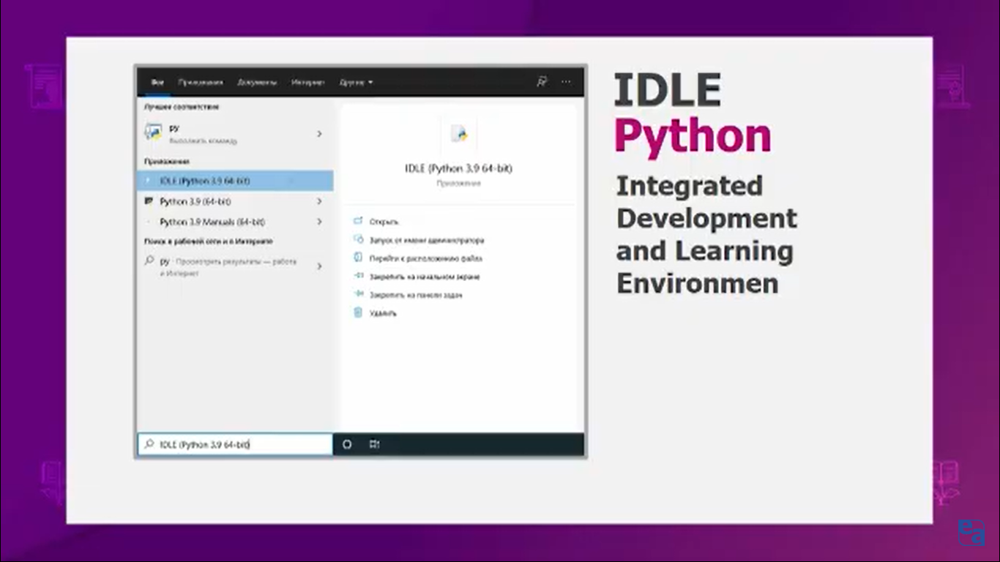 Все Приложения Документы Интернет Другие
Лучшее соответствие
py
Выполнить команду
Приложения
IDLE (Python 3.9 64-bit)
Python 3.9 (64-bit)
Python 3.9 Manuals (64-bit)
Поиск в рабочей сети и в Интернете
py - Просмотреть результаты — работа
и Интернет
IDLE (Python 3.9 64-bit)
IDLE (Python 3.9 64-bit)
Приложение
Открыть
Запуск от имени администратора
Перейти к расположению файла
Закрепить на начальном экране
Закрепить на панели задач
Удалить
IDLE
Python
Integrated
Development
and Learning
Environmen
ea